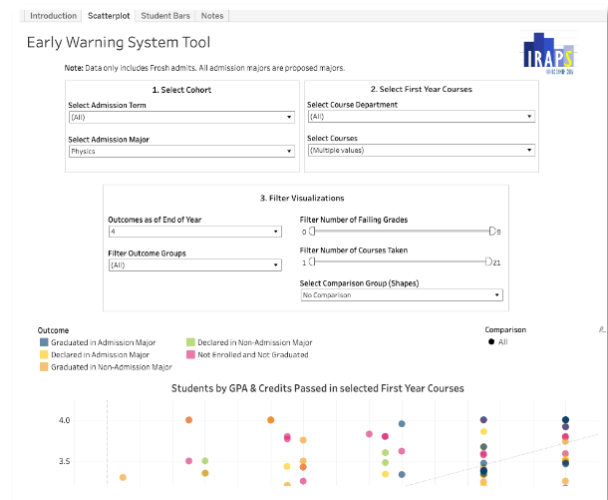 Introduction Scatterplot Student Bars Notes
Early Warning System Tool
IRAPS
Note: Data only includes Frosh admits. All admission majors are proposed majors.
1. Select Cohort
Select Admission Term
(All)
Select Admission Major
Physics
2. Select First Year Courses
Select Course Department
(All)
Select Courses
(Multiple values)
3. Filter Visualizations
Outcomes as of End of Year
4
Filter Outcome Groups
(All)
Filter Number of Failing Grades
0 9
Filter Number of Courses Taken
1 21
Select Comparison Group (Shapes)
No Comparison
Outcome
Graduated in Admission Major
Declared in Non-Admission Major
Declared in Admission Major
Not Enrolled and Not Graduated
Graduated in Non-Admission Major
Comparison
All
Students by GPA & Credits Passed in selected First Year Courses
4.0
3.5